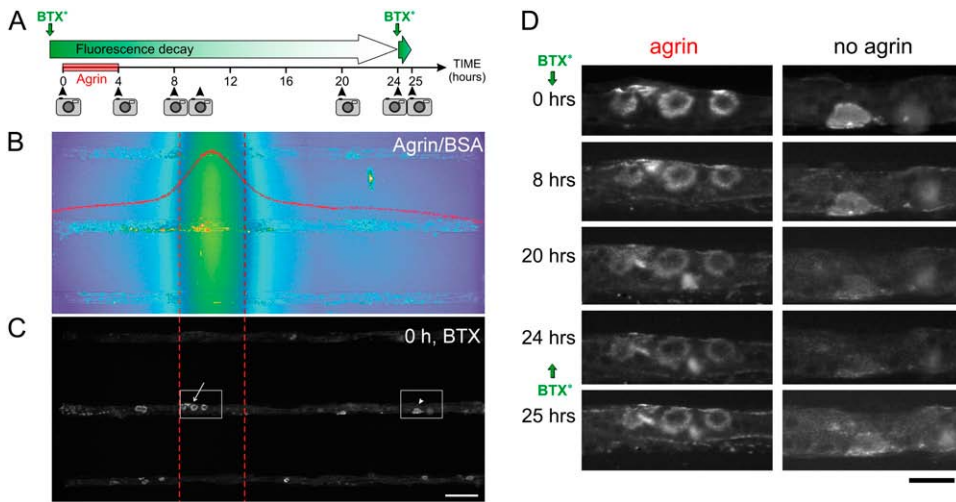 A
BTX*
BTX*
Fluorescence decay
TIME
(hours)
Agrin
0 4 8 12 16 20 24 25
B
Agrin/BSA
C
0 h, BTX
D
agrin
no agrin
BTX*
0 hrs
8 hrs
20 hrs
24 hrs
BTX*
25 hrs